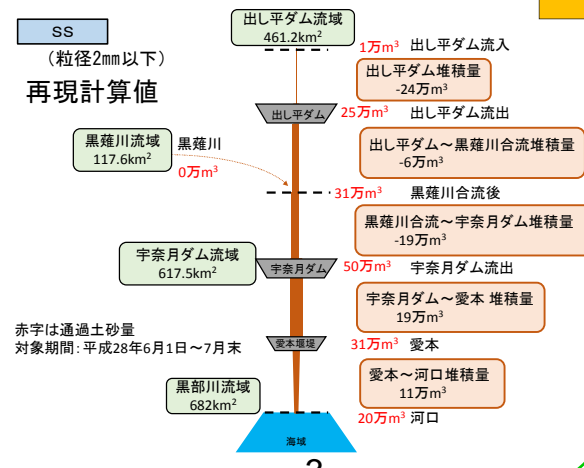 SS
(粒径2mm以下)
再現計算値
出し平ダム流域
461.2km²
1万m³ 出し平ダム流入
出し平ダム堆積量
-24万m³
出し平ダム
25万m³ 出し平ダム流出
黒薙川流域
117.6km²
黒薙川
0万m³
出し平ダム～黒薙川合流堆積量
-6万m³
31万m³ 黒薙川合流後
黒薙川合流～宇奈月ダム堆積量
-19万m³
宇奈月ダム流域
617.5km²
宇奈月ダム
50万m³ 宇奈月ダム流出
宇奈月ダム～愛本 堆積量
19万m³
赤字は通過土砂量
対象期間：平成28年6月1日～7月末
愛本堰堤
31万m³ 愛本
愛本～河口堆積量
11万m³
黒部川流域
682km²
20万m³ 河口
海域